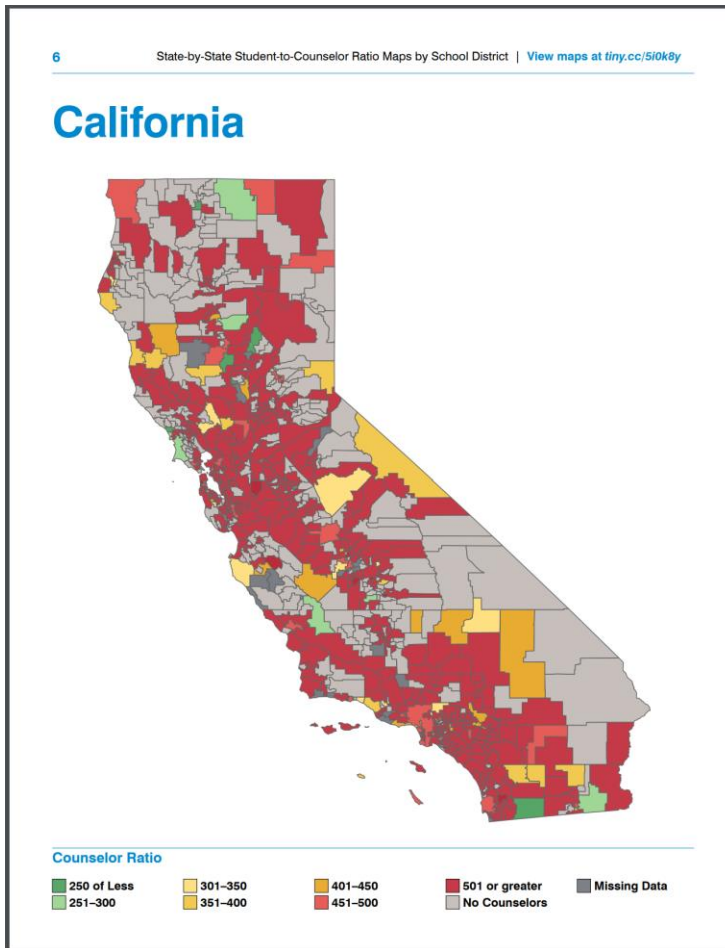 6
State-by-State Student-to-Counselor Ratio Maps by School District | View maps at tiny.cc/5i0k8y
California
Counselor Ratio
250 of Less
301–350
401–450
501 or greater
Missing Data
251–300
351–400
451–500
No Counselors